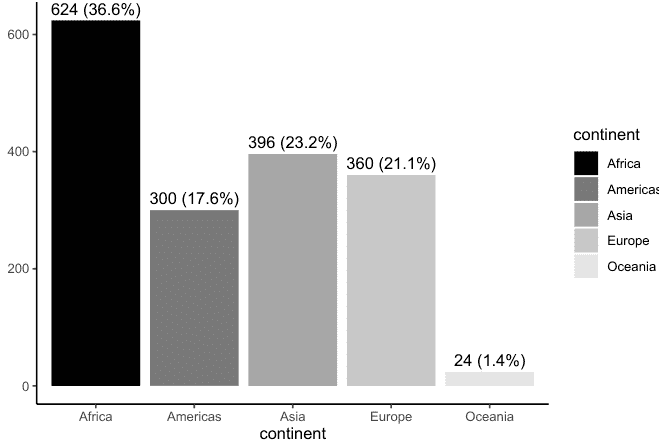 624 (36.6%)
600
396 (23.2%)
400
360 (21.1%)
300 (17.6%)
200
24 (1.4%)
0
Africa
Americas
Asia
Europe
Oceania
continent
continent
Africa
Americas
Asia
Europe
Oceania